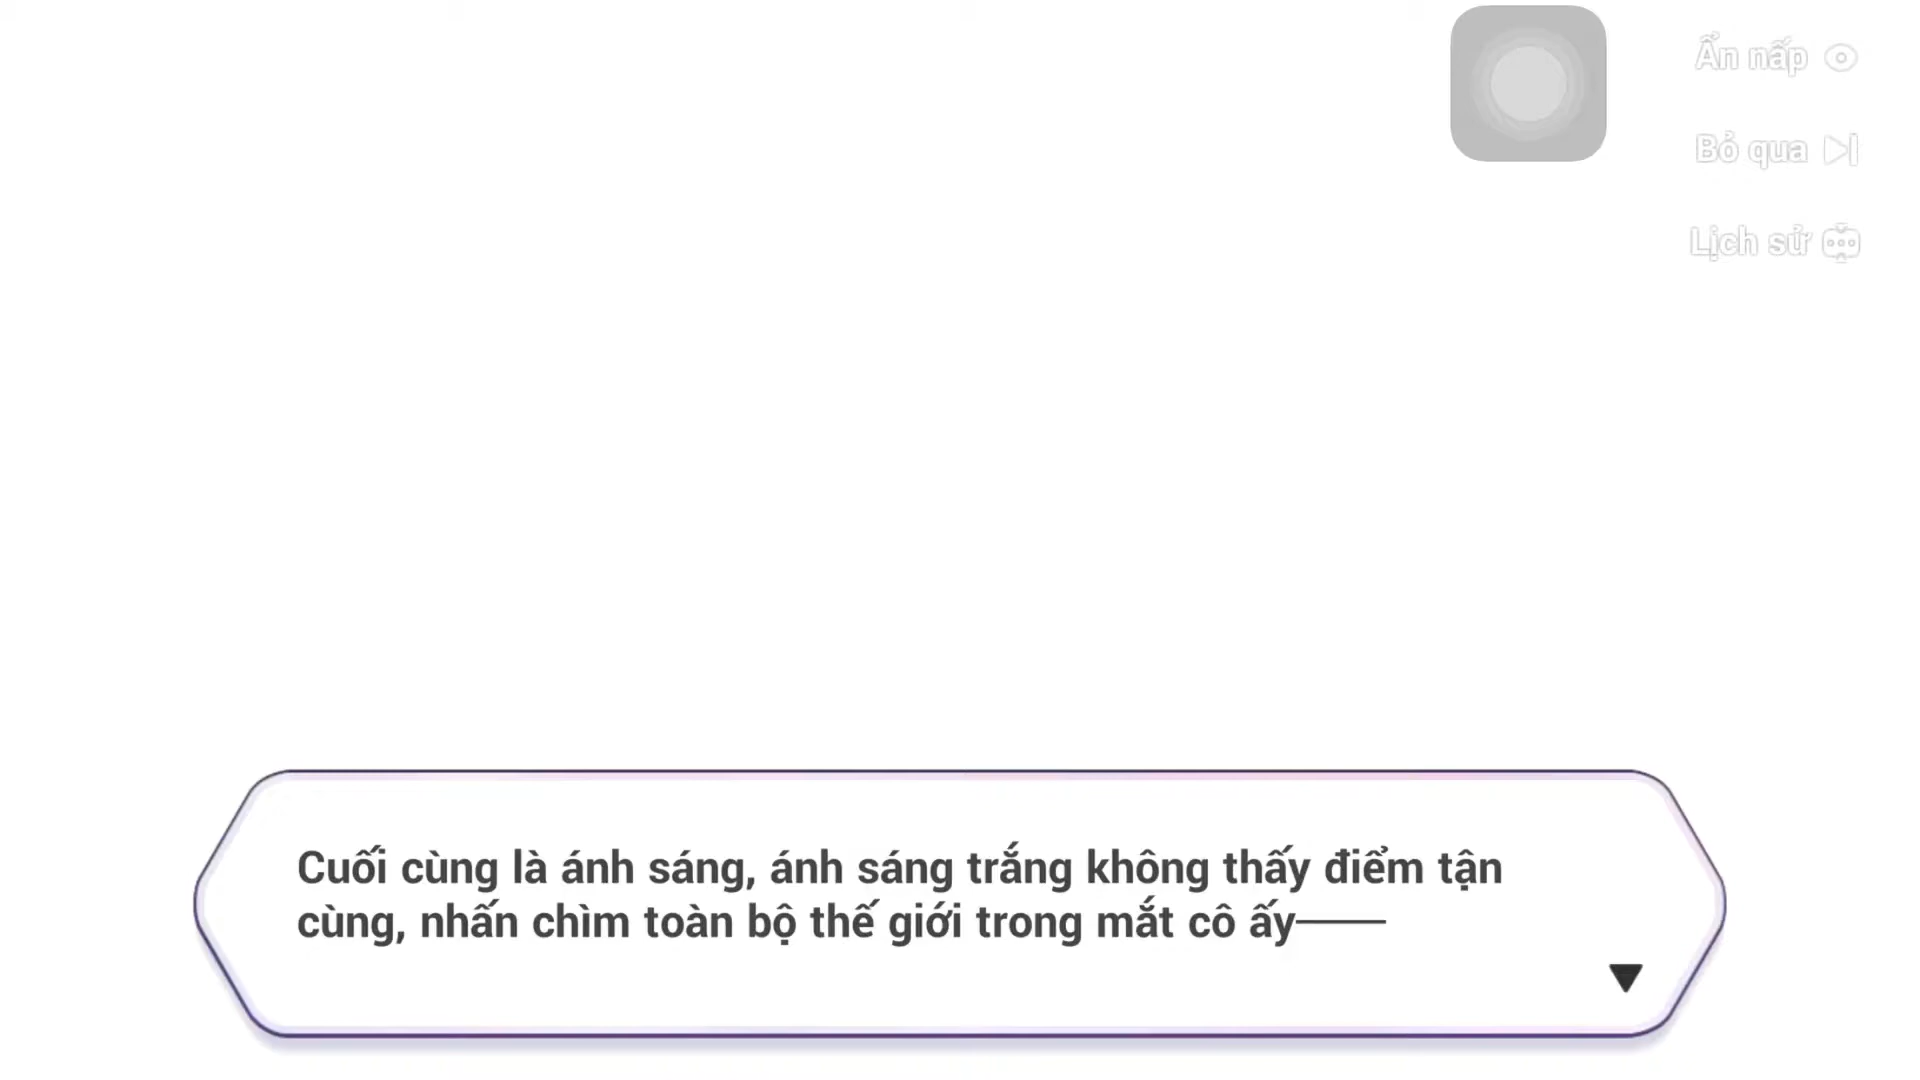 Ẩn nấp
Bỏ qua
Lịch sử
Cuối cùng là ánh sáng, ánh sáng trắng không thấy điểm tận
cùng, nhấn chìm toàn bộ thế giới trong mắt cô ấy——